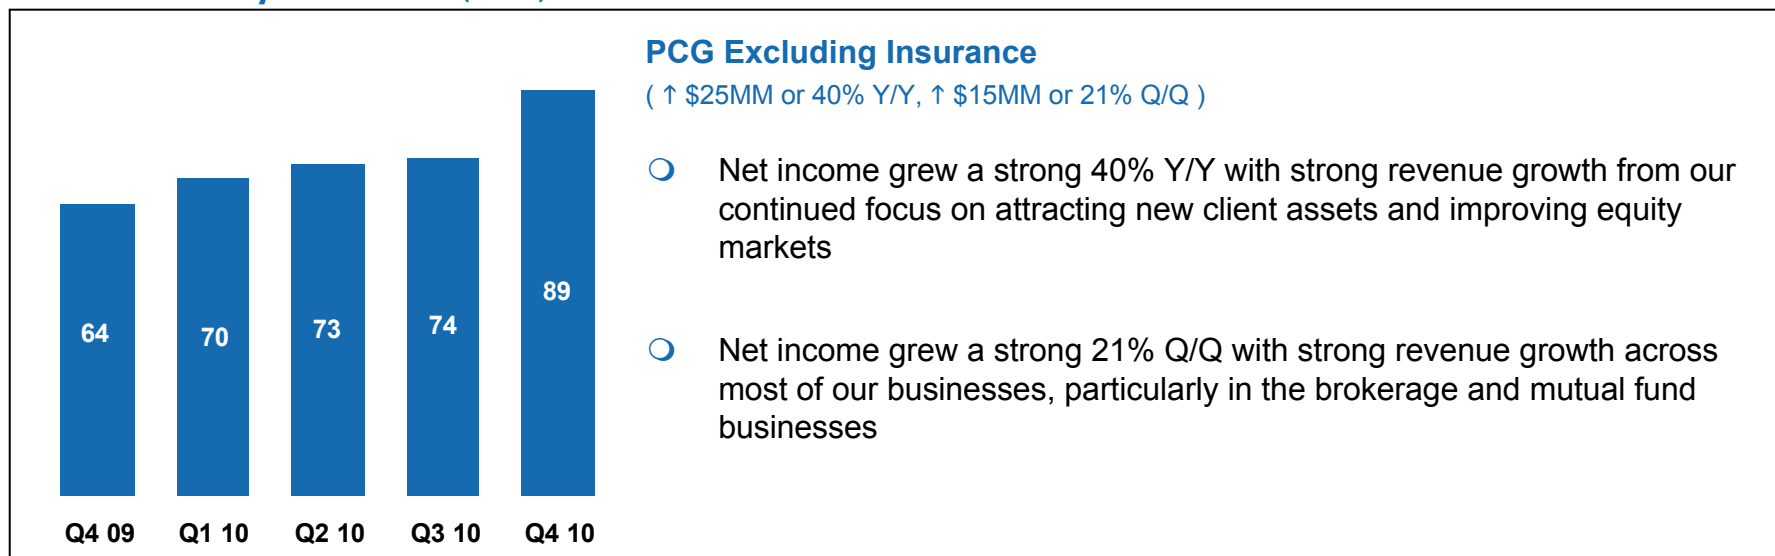 PCG Excluding Insurance
( ↑ $25MM or 40% Y/Y, ↑ $15MM or 21% Q/Q )
Net income grew a strong 40% Y/Y with strong revenue growth from our
continued focus on attracting new client assets and improving equity
markets
Net income grew a strong 21% Q/Q with strong revenue growth across
most of our businesses, particularly in the brokerage and mutual fund
businesses
64 70 73 74 89
Q4 09 Q1 10 Q2 10 Q3 10 Q4 10